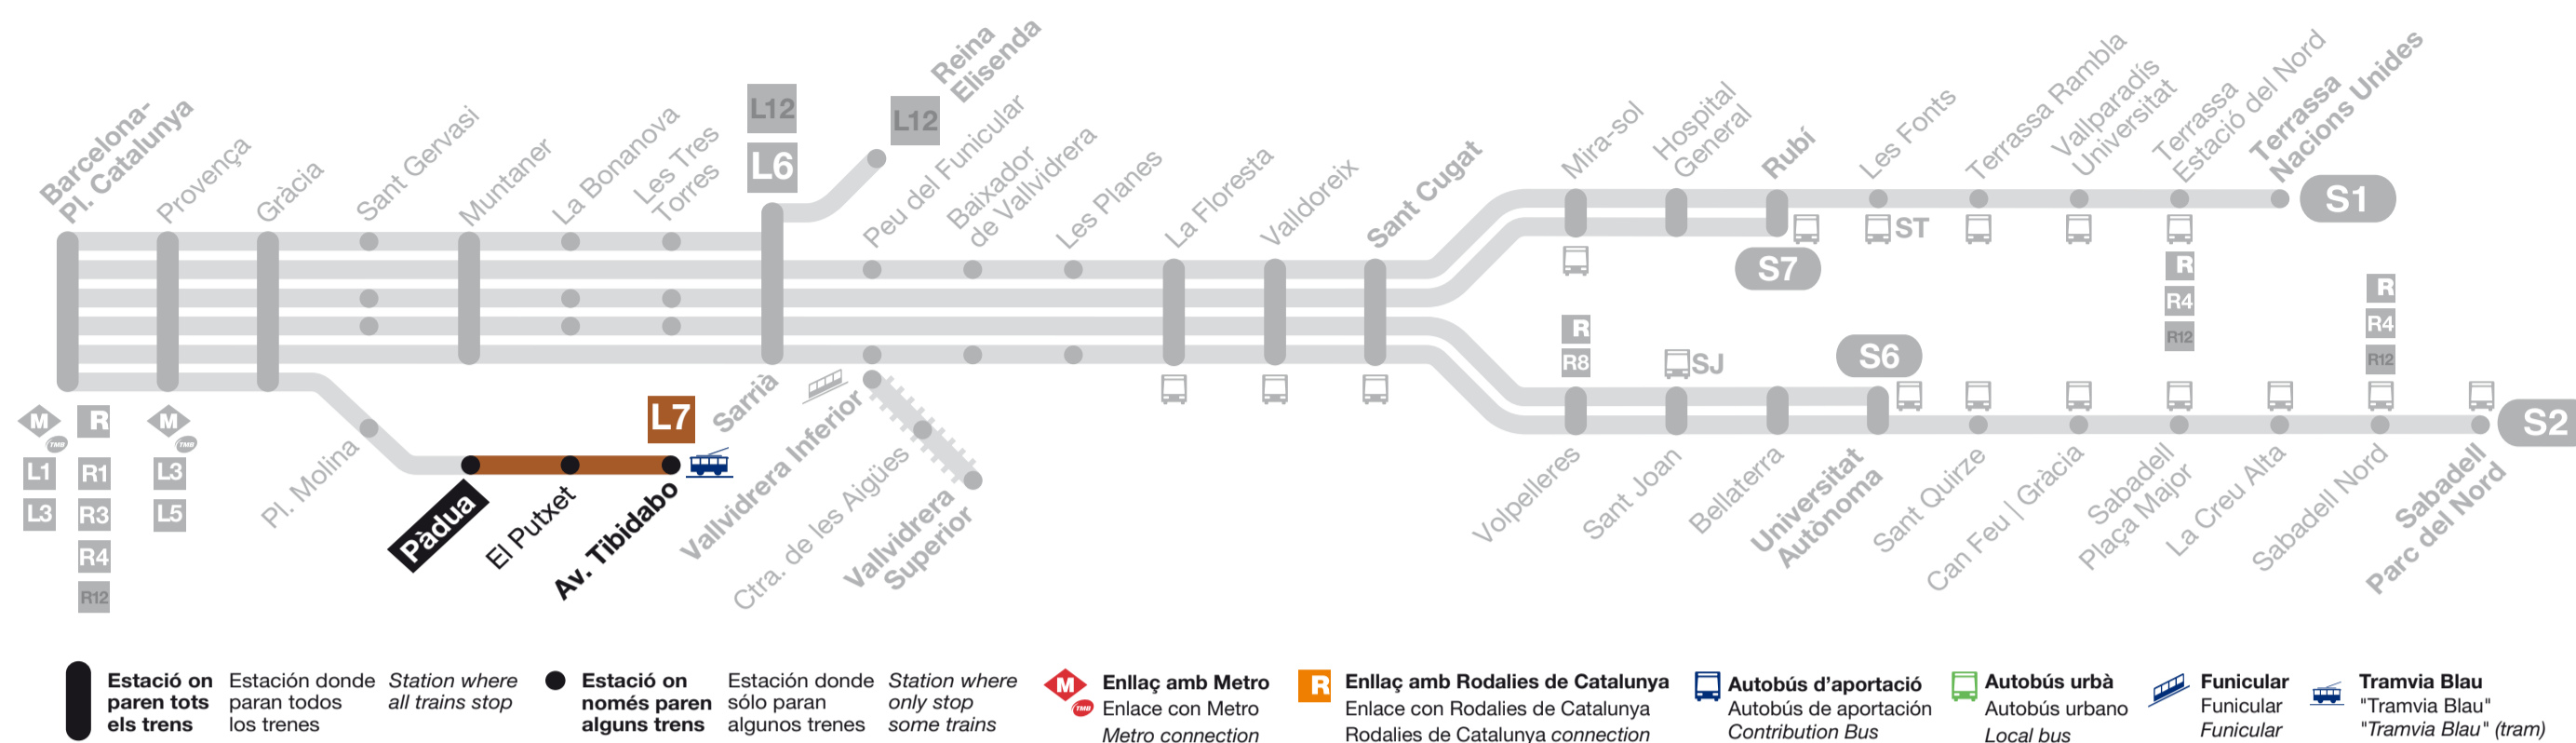 Barcelona-
Pl. Catalunya
Provença
Gràcia
Sant Gervasi
Muntaner
La Bonanova
Les Tres
Torres
L12
L6
Reina
Elisenda
L12
Peu del Funicular
Baixador
de Vallvidrera
Les Planes
La Floresta
Valldoreix
Sant Cugat
Mira-sol
Hospital
General
Rubí
Les Fonts
Terrassa Rambla
Vallparadís
Universitat
Terrassa
Estació del Nord
Terrassa
Nacions Unides
S1
ST
S7
R
R4
R12
R
R4
R12
R
R8
SJ
S6
S2
M
TMB
R
L1
R1
L3
R3
R4
R12
M
TMB
L3
L5
Pl. Molina
Pàdua
El Putxet
Av. Tibidabo
L7
Sarrià
Vallvidrera Inferior
Ctra. de les Aigües
Vallvidrera
Superior
Volpelleres
Sant Joan
Bellaterra
Universitat
Autònoma
Sant Quirze
Can Feu | Gràcia
Sabadell
Plaça Major
La Creu Alta
Sabadell Nord
Sabadell
Parc del Nord
Estació on
paren tots
els trens
Estación donde
paran todos
los trenes
Station where
all trains stop
Estació on
només paren
alguns trens
Estación donde
sólo paran
algunos trenes
Station where
only stop
some trains
M
TMB
Enllaç amb Metro
Enlace con Metro
Metro connection
R
Enllaç amb Rodalies de Catalunya
Enlace con Rodalies de Catalunya
Rodalies de Catalunya connection
Autobús d'aportació
Autobús de aportación
Contribution Bus
Autobús urbà
Autobús urbano
Local bus
Funicular
Funicular
Funicular
Tramvia Blau
"Tramvia Blau"
"Tramvia Blau" (tram)